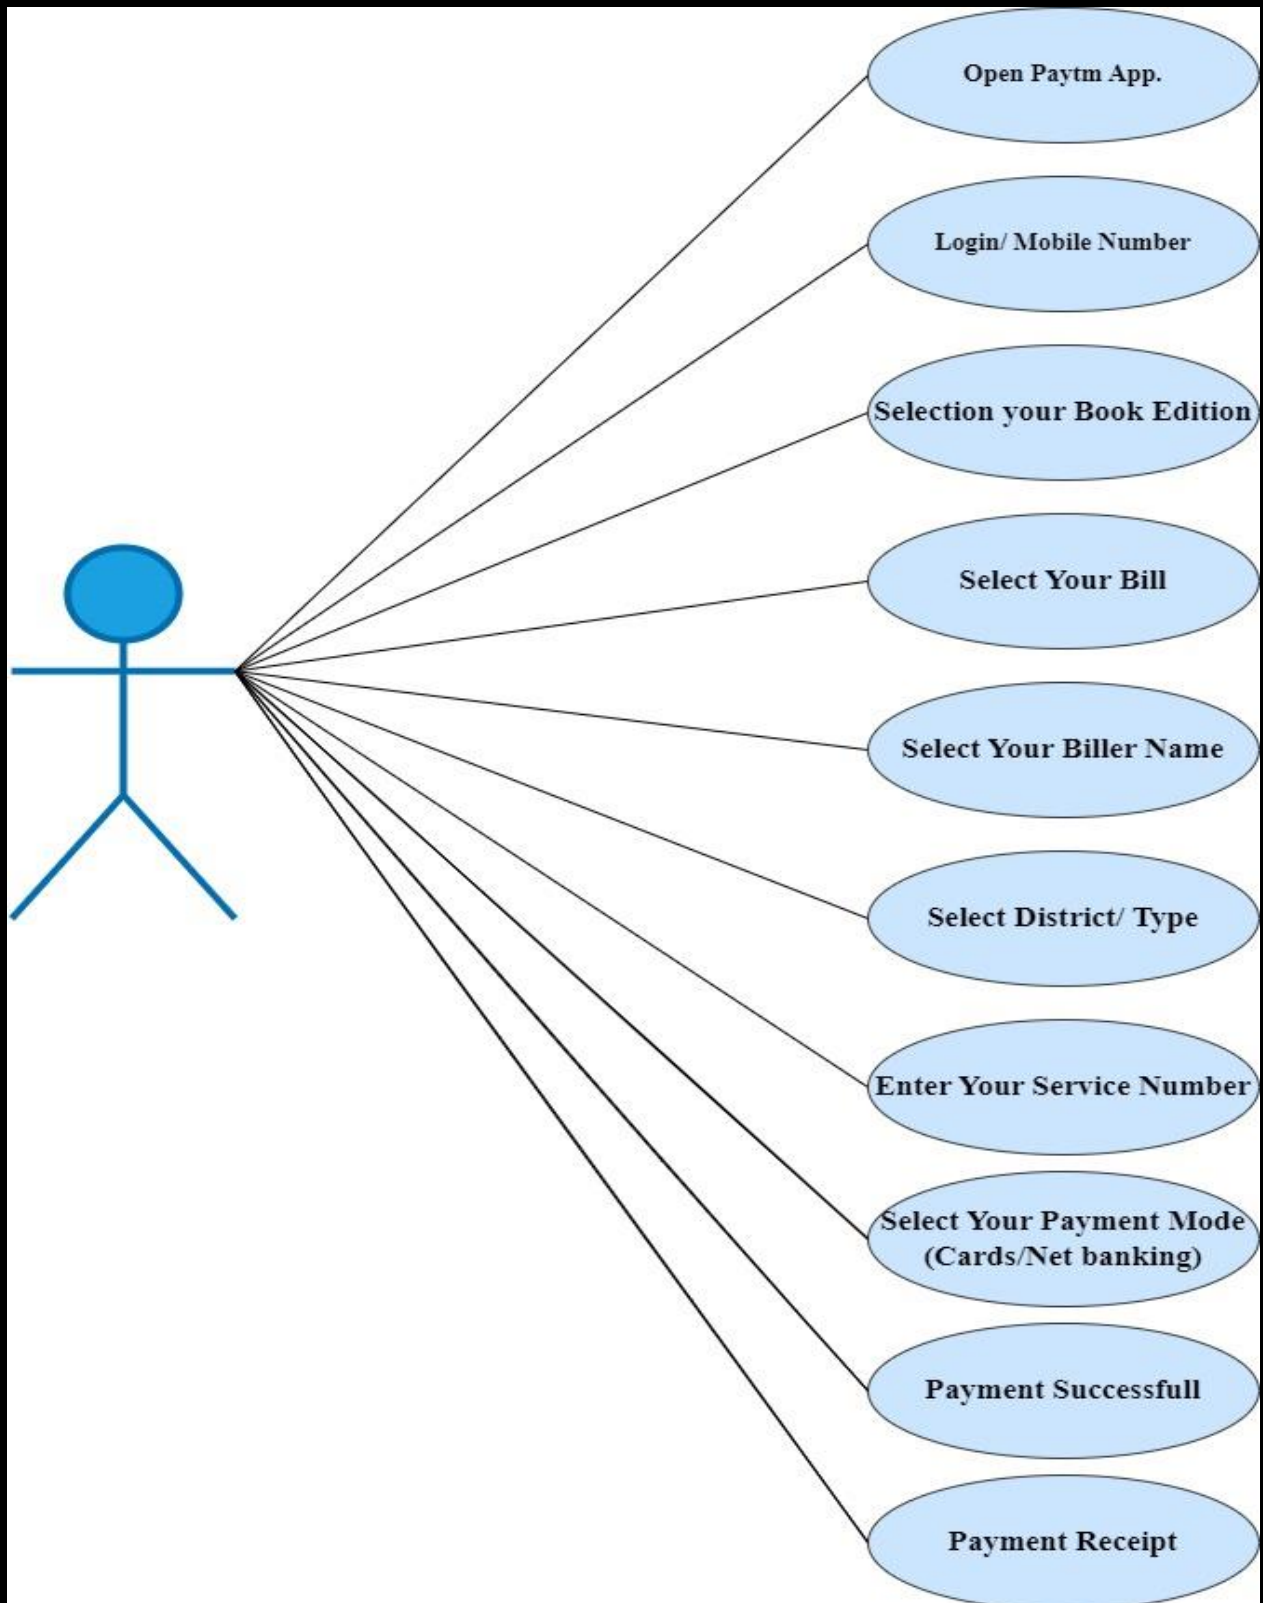 Open Paytm App.
Login/ Mobile Number
Selection your Book Edition
Select Your Bill
Select Your Biller Name
Select District/ Type
Enter Your Service Number
Select Your Payment Mode
(Cards/Net banking)
Payment Successfull
Payment Receipt